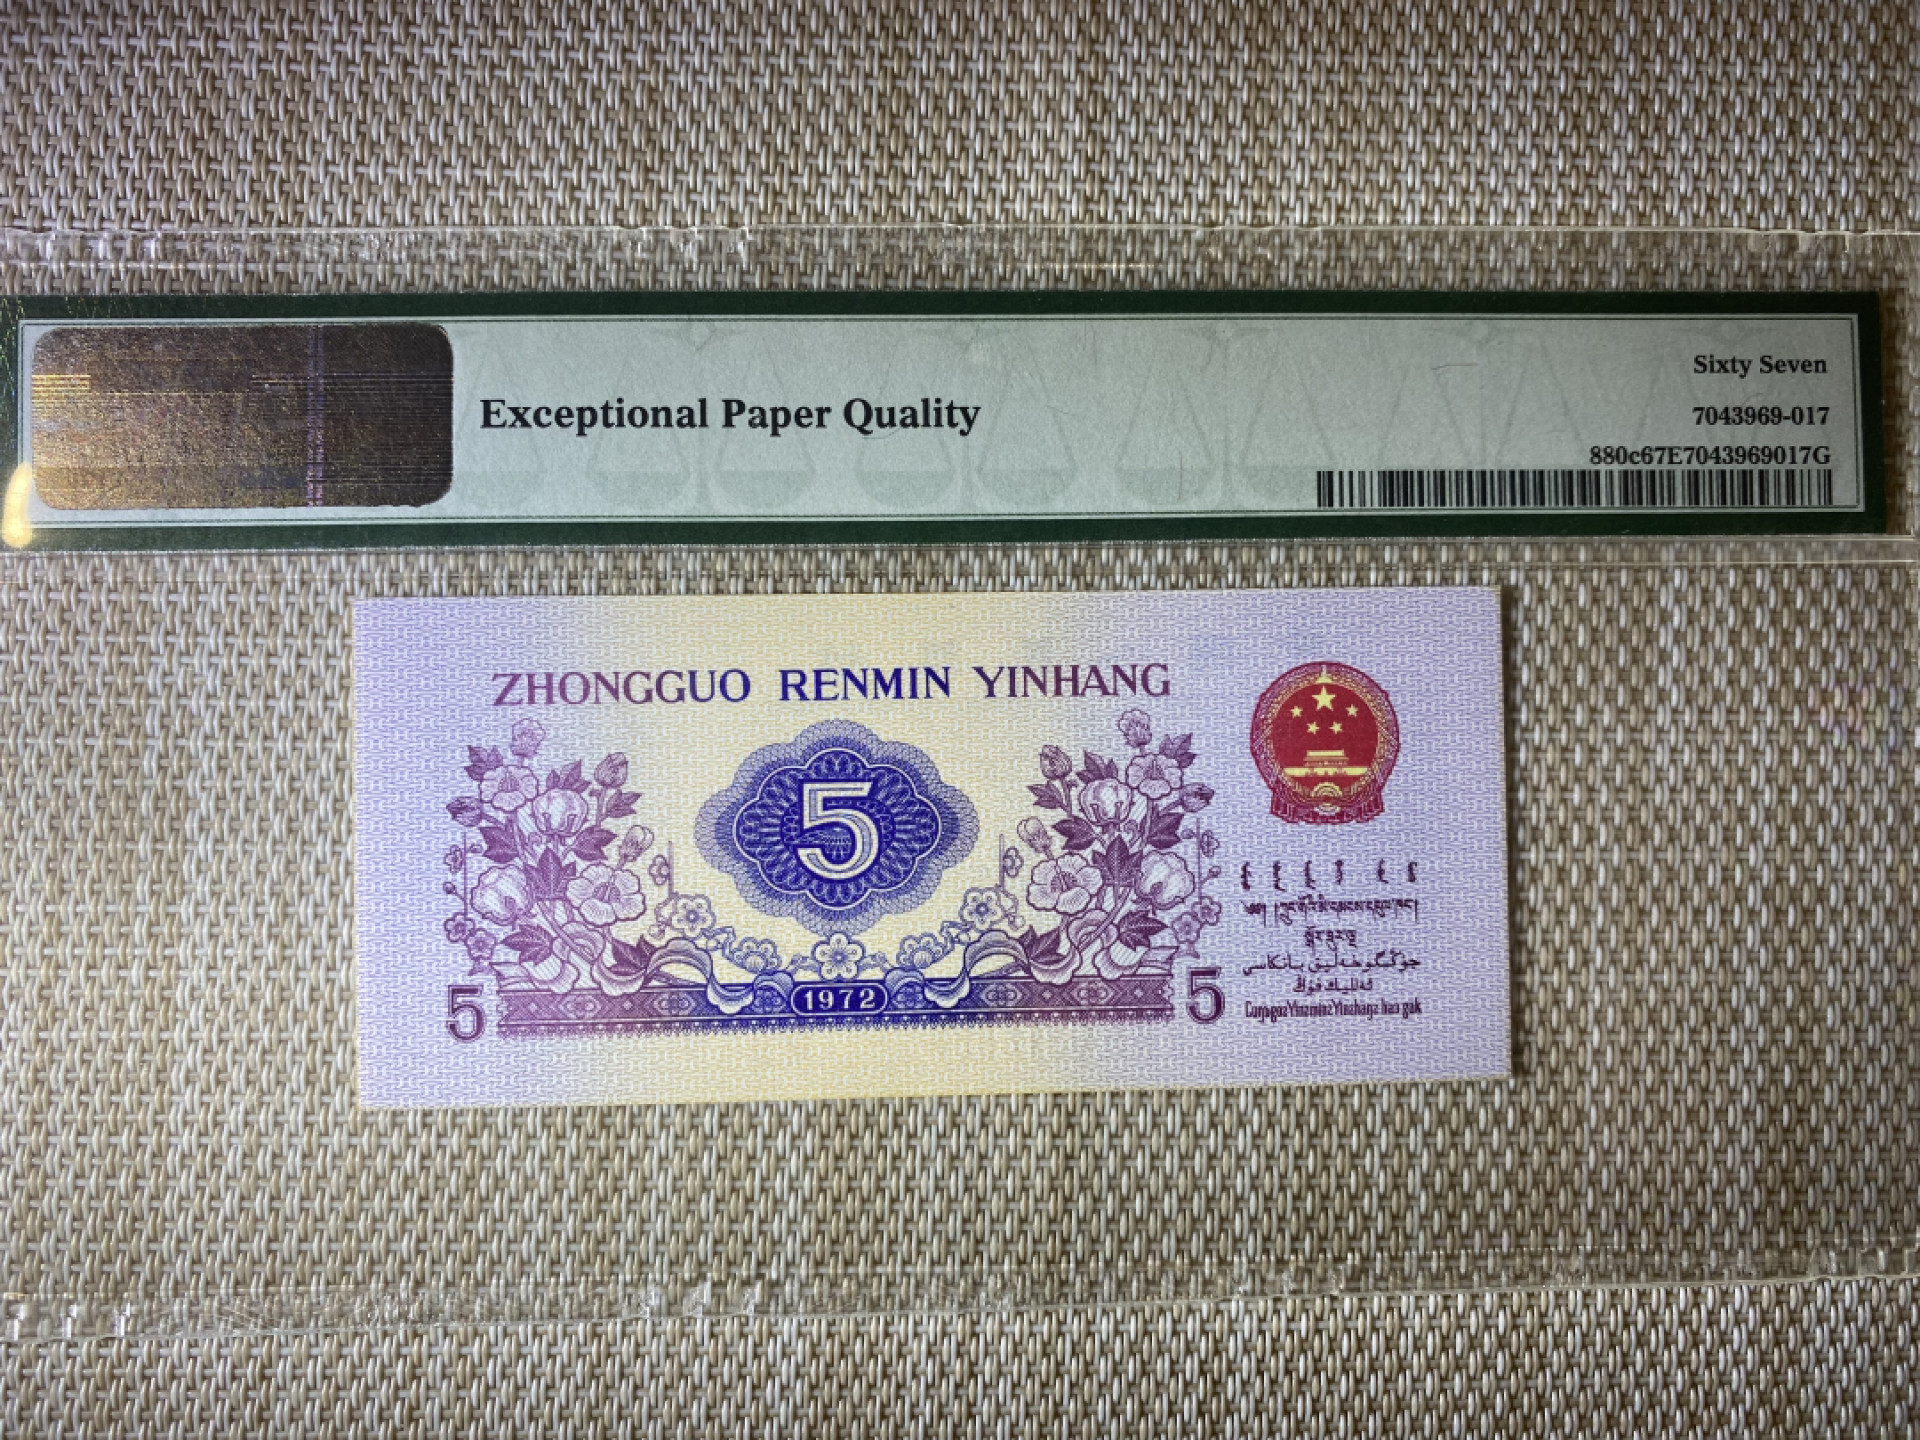 Exceptional Paper Quality
Sixty Seven
7043969-017
880c67E7043969017G
ZHONGGUO RENMIN YINHANG
5
1972
5
5